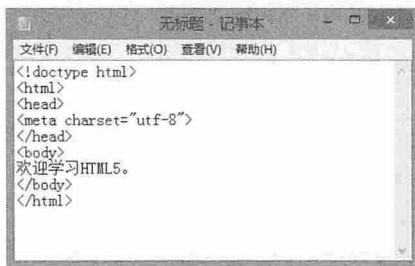 无标题 - 记事本
文件(F) 编辑(E) 格式(O) 查看(V) 帮助(H)
<!doctype html>
<html>
<head>
<meta charset="utf-8">
</head>
<body>
欢迎学习HTML5。
</body>
</html>